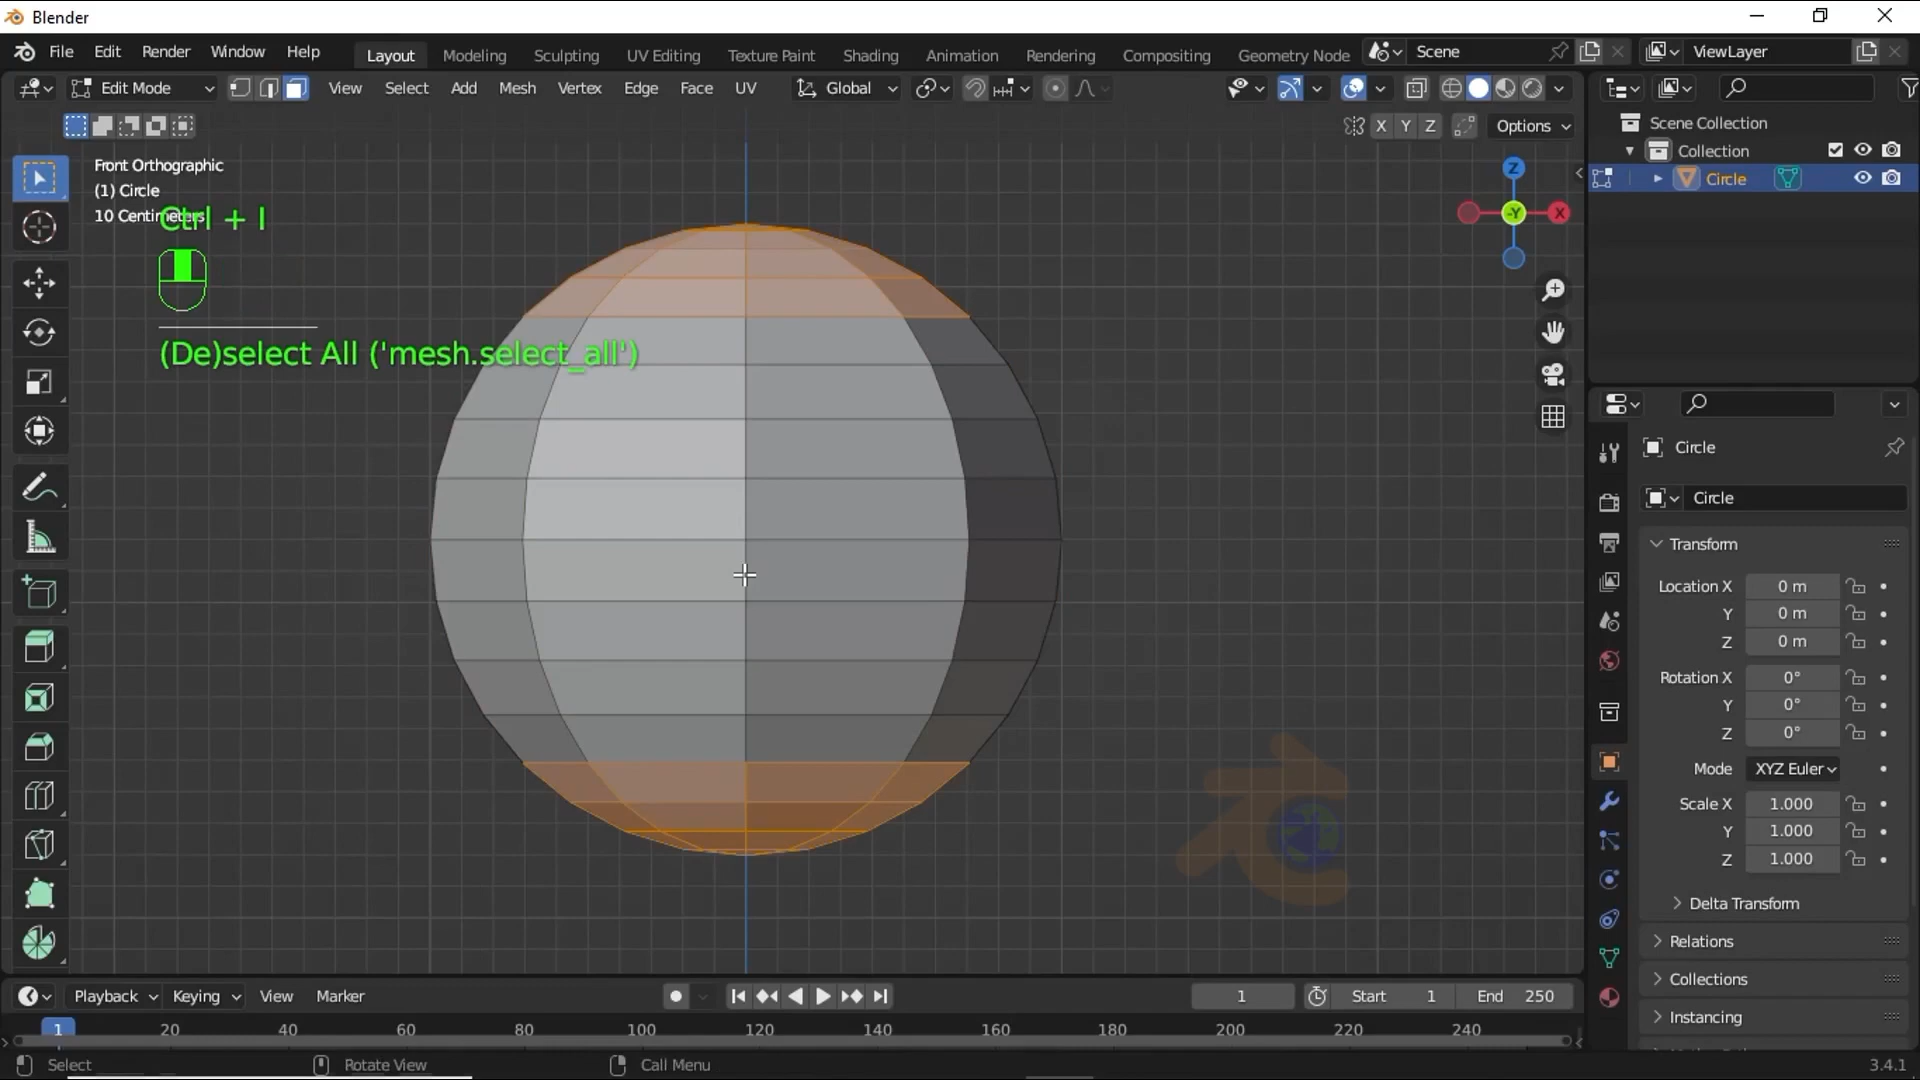 Blender
File Edit Render Window Help Layout Modeling Sculpting UV Editing Texture Paint Shading Animation Rendering Compositing Geometry Node Scene ViewLayer
Edit Mode View Select Add Mesh Vertex Edge Face UV Global
X Y Z Options
Front Orthographic
(1) Circle
10 Centimeters
Ctrl + I
(De)select All ('mesh.select_all')
Z
-Y X
Scene Collection
Collection
Circle
Circle
Circle
Transform
Location X 0 m
Y 0 m
Z 0 m
Rotation X 0°
Y 0°
Z 0°
Mode XYZ Euler
Scale X 1.000
Y 1.000
Z 1.000
Delta Transform
Relations
Collections
Instancing
Playback Keying View Marker 1 Start 1 End 250
1 20 40 60 80 100 120 140 160 180 200 220 240
Select Rotate View Call Menu 3.4.1